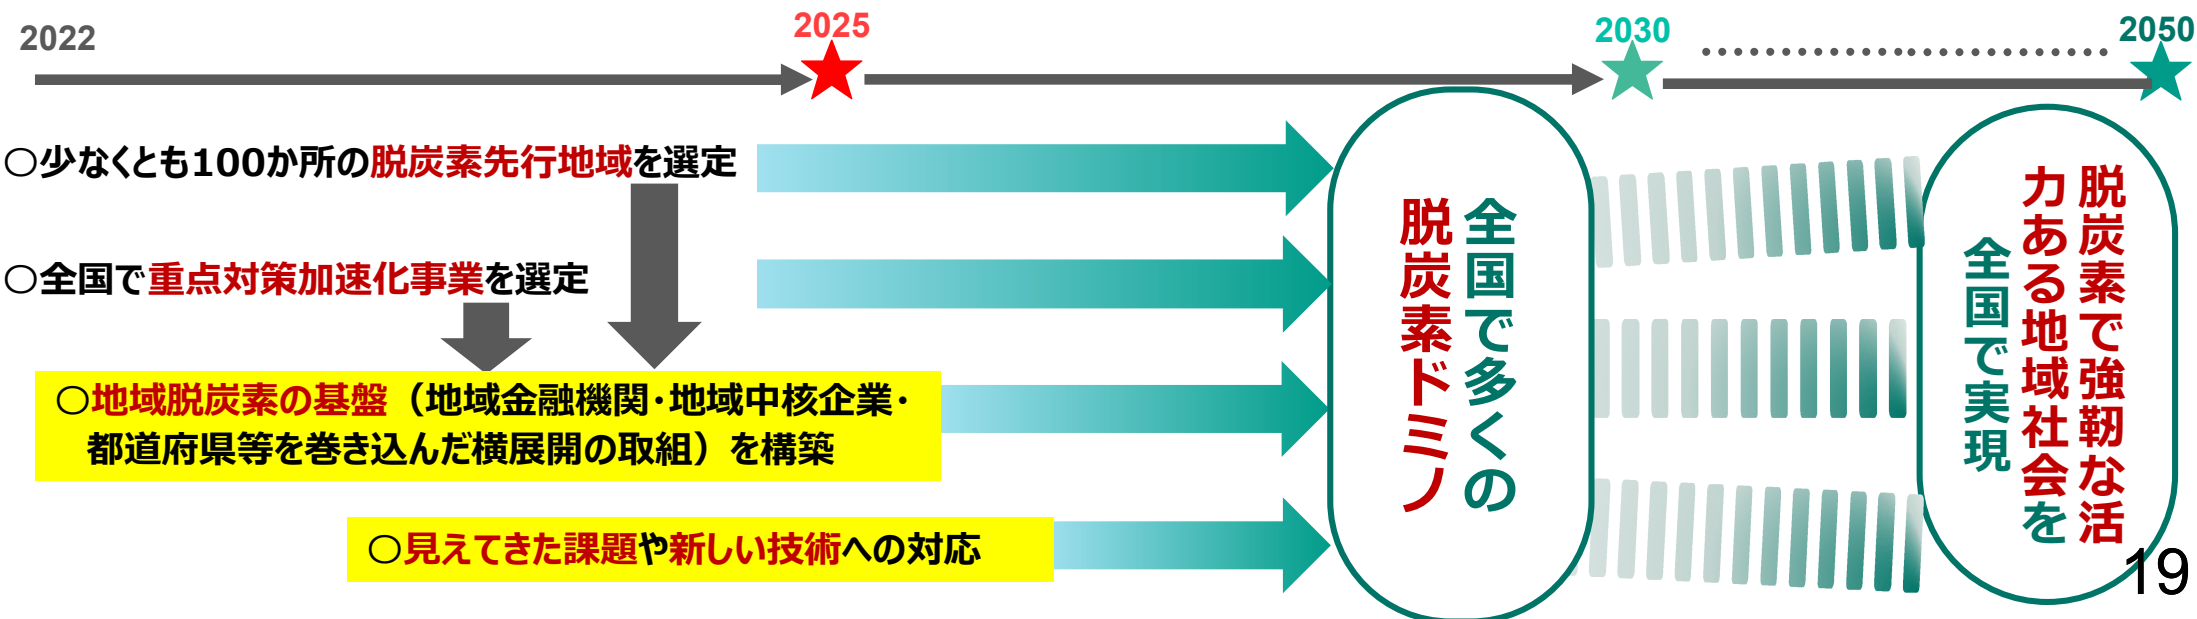 2022
2025
2030
2050
○少なくとも100か所の脱炭素先行地域を選定
○全国で重点対策加速化事業を選定
○地域脱炭素の基盤（地域金融機関・地域中核企業・
都道府県等を巻き込んだ横展開の取組）を構築
○見えてきた課題や新しい技術への対応
全国で多くの
脱炭素ドミノ
脱炭素で強靭な活
力ある地域社会を
全国で実現
19